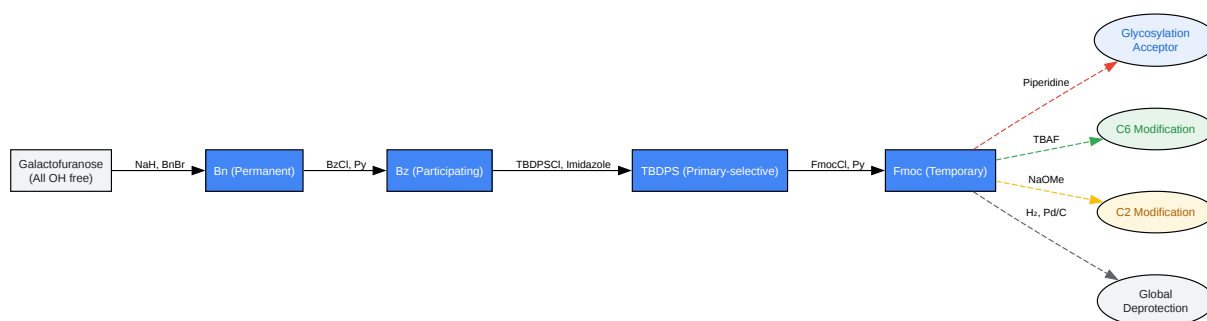 Galactofuranose
(All OH free)
NaH, BnBr
Bn (Permanent)
BzCl, Py
Bz (Participating)
TBDPSCl, Imidazole
TBDPS (Primary-selective)
FmocCl, Py
Fmoc (Temporary)
Piperidine
Glycosylation
Acceptor
TBAF
C6 Modification
NaOMe
C2 Modification
H₂, Pd/C
Global
Deprotection